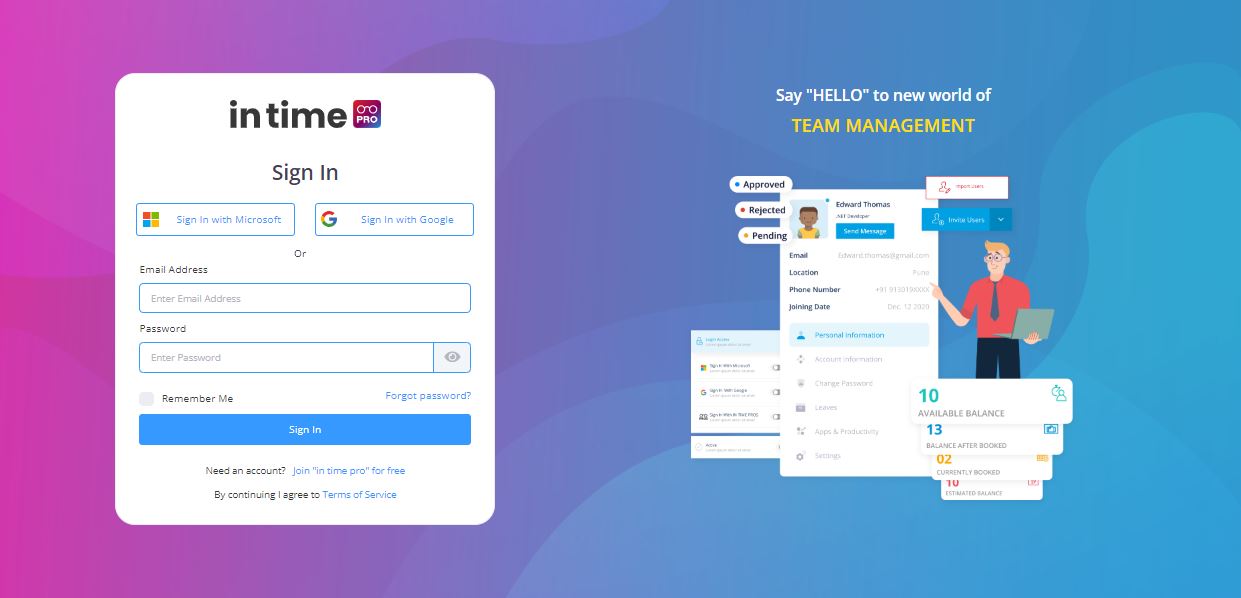 in time PRO
Sign In
Sign In with Microsoft
Sign In with Google
Or
Email Address
Enter Email Address
Password
Enter Password
Remember Me
Forgot password?
Sign In
Need an account? Join "in time pro" for free
By continuing I agree to Terms of Service
Say "HELLO" to new world of
TEAM MANAGEMENT
Approved
Rejected
Pending
Edward Thomas
.NET Developer
Send Message
Import Users
Invite Users
Email Edward.thomas@gmail.com
Location Pune
Phone Number +91 913019XXXX
Joining Date Dec, 12 2020
Personal Information
Account Information
Change Password
Leaves
Apps & Productivity
Settings
Login Access
Sign In With Microsoft
Sign In With Google
Sign In With IN TIME PROS
Active
10
AVAILABLE BALANCE
13
BALANCE AFTER BOOKED
02
CURRENTLY BOOKED
10
ESTIMATED BALANCE